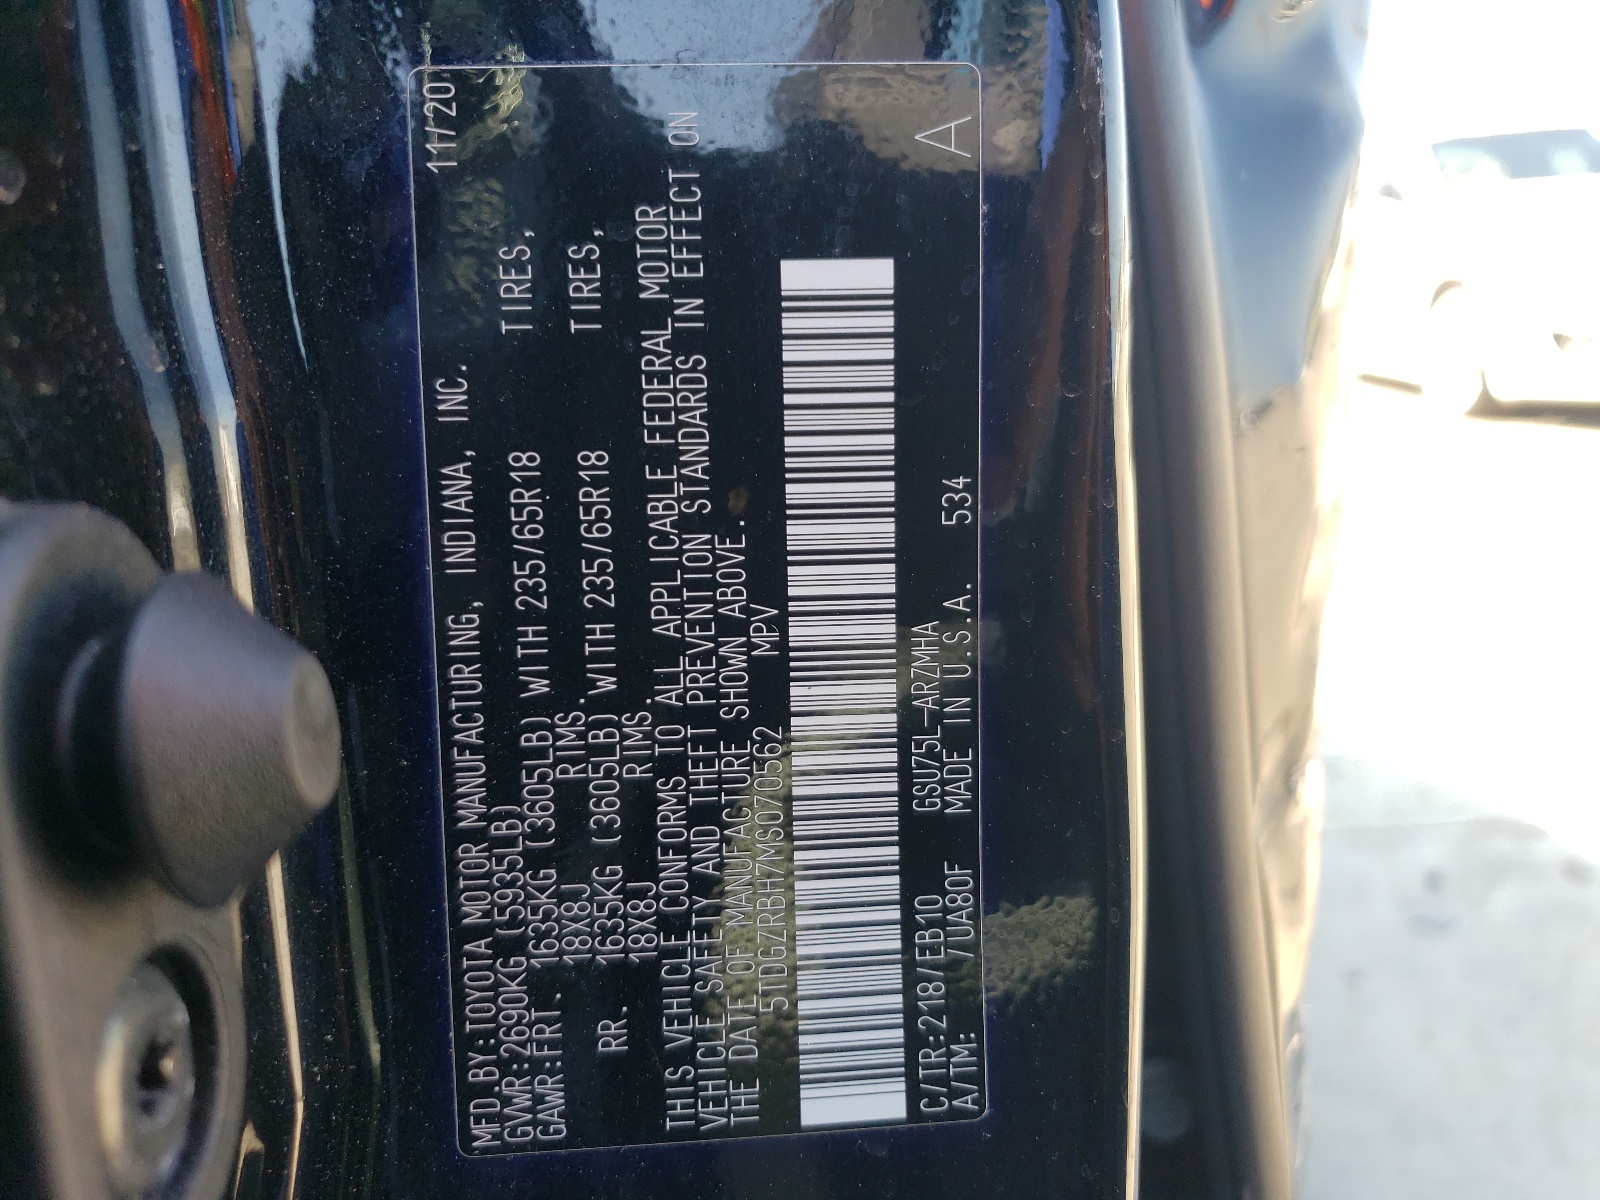 MFD.BY:TOYOTA MOTOR MANUFACTURING, INDIANA, INC. 11/20
GVWR:2690KG (5935LB)
GAWR:FRT. 1635KG (3605LB) WITH 235/65R18 TIRES,
18X8J RIMS.
RR. 1635KG (3605LB) WITH 235/65R18 TIRES,
18X8J RIMS.
THIS VEHICLE CONFORMS TO ALL APPLICABLE FEDERAL MOTOR
VEHICLE SAFETY AND THEFT PREVENTION STANDARDS IN EFFECT ON
THE DATE OF MANUFACTURE SHOWN ABOVE.
5TDGZRBH7MS070562 MPV
C/TR:218/EB10 GSU75L-ARZMHA
A/TM: 7UA80F MADE IN U.S.A. 534 A